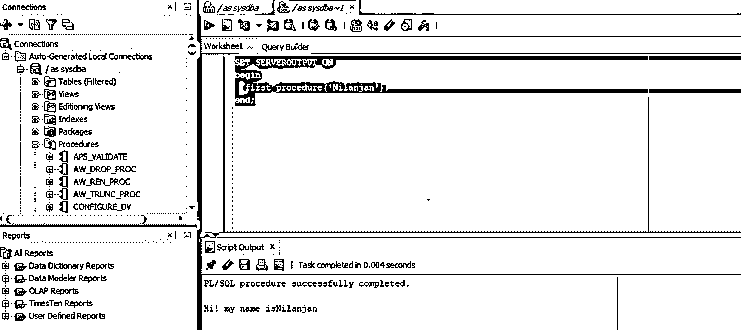 Connections
Connections
Auto-Generated Local Connections
/ as sysdba
Tables (Filtered)
Views
Editioning Views
Indexes
Packages
Procedures
APS_VALIDATE
AW_DROP_PROC
AW_REN_PROC
AW_TRUNC_PROC
CONFIGURE_DV
Reports
All Reports
Data Dictionary Reports
Data Modeler Reports
OLAP Reports
TimesTen Reports
User Defined Reports
/ as sysdba
/ as sysdba~1
Worksheet
Query Builder
SET SERVEROUTPUT ON
begin
first_procedure('Nilanjan');
end;
Script Output
Task completed in 0.004 seconds
PL/SQL procedure successfully completed.
Hi! my name isNilanjan